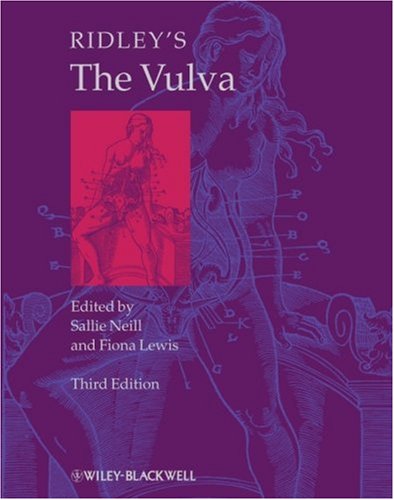 RIDLEY'S
The Vulva
Edited by
Sallie Neill
and Fiona Lewis
Third Edition
WILEY-BLACKWELL